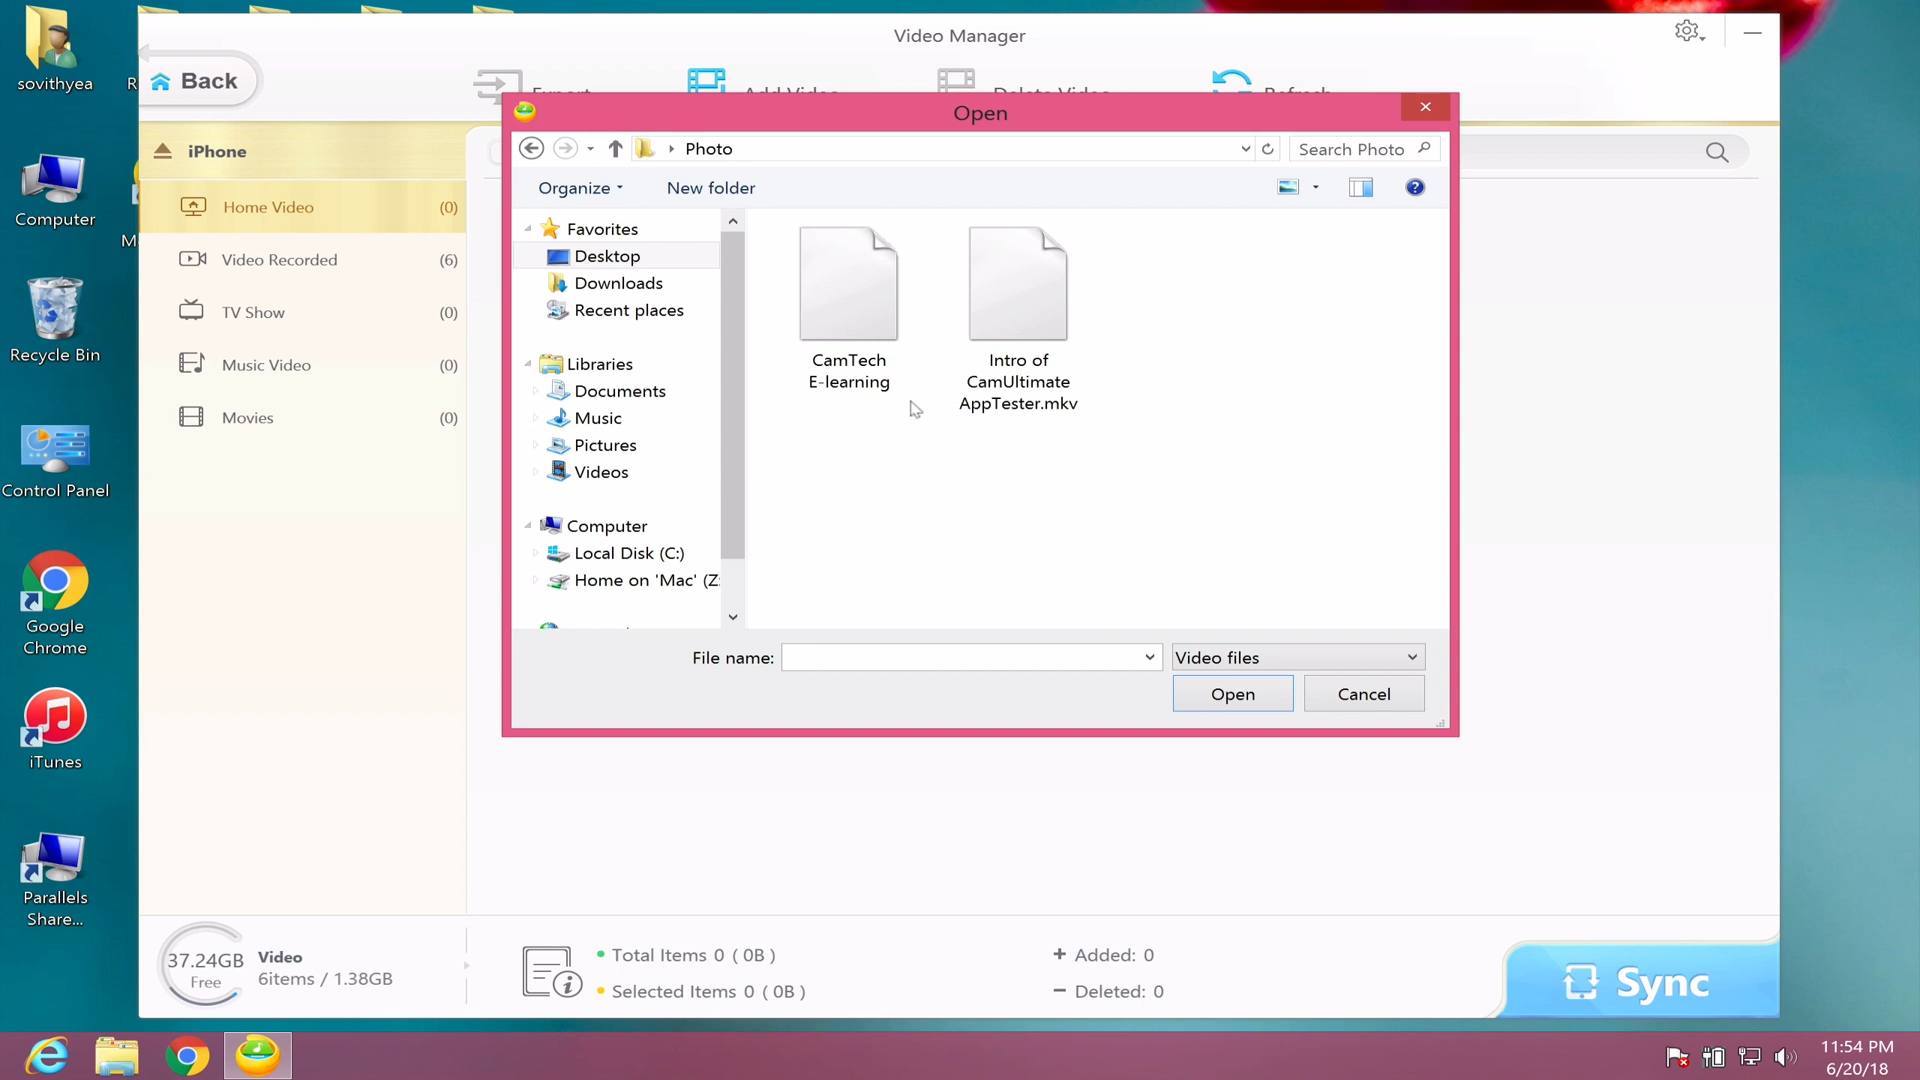 sovithyea
Computer
Recycle Bin
Control Panel
Google
Chrome
iTunes
Parallels
Share...
Video Manager
Back
Export
Add Video
Delete Video
Refresh
iPhone
Home Video (0)
Video Recorded (6)
TV Show (0)
Music Video (0)
Movies (0)
Open
Photo
Search Photo
Organize
New folder
Favorites
Desktop
Downloads
Recent places
Libraries
Documents
Music
Pictures
Videos
Computer
Local Disk (C:)
Home on 'Mac' (Z:
CamTech
E-learning
Intro of
CamUltimate
AppTester.mkv
File name:
Video files
Open
Cancel
37.24GB
Free
Video
6items / 1.38GB
Total Items 0 ( 0B )
Selected Items 0 ( 0B )
+ Added: 0
− Deleted: 0
Sync
11:54 PM
6/20/18